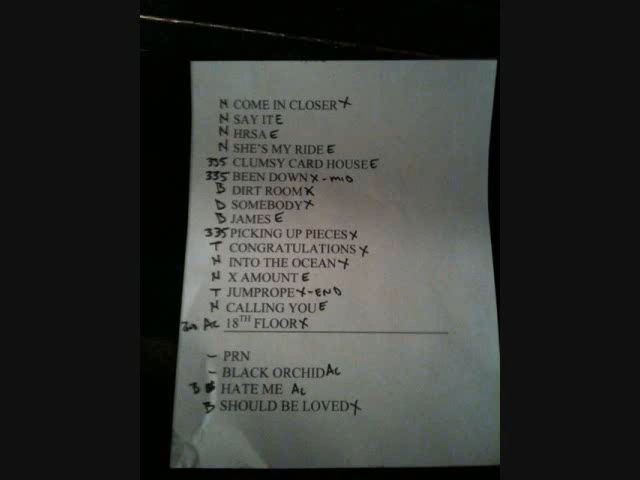 N COME IN CLOSER X
N SAY IT E
N HRSA E
N SHE'S MY RIDE E
335 CLUMSY CARD HOUSE E
335 BEEN DOWN X-MID
B DIRT ROOM X
D SOMEBODY X
B JAMES E
335 PICKING UP PIECES X
T CONGRATULATIONS X
N INTO THE OCEAN X
N X AMOUNT E
T JUMPROPE X-END
N CALLING YOU E
AC 18TH FLOOR X
- PRN
- BLACK ORCHID AC
B HATE ME AC
B SHOULD BE LOVED X